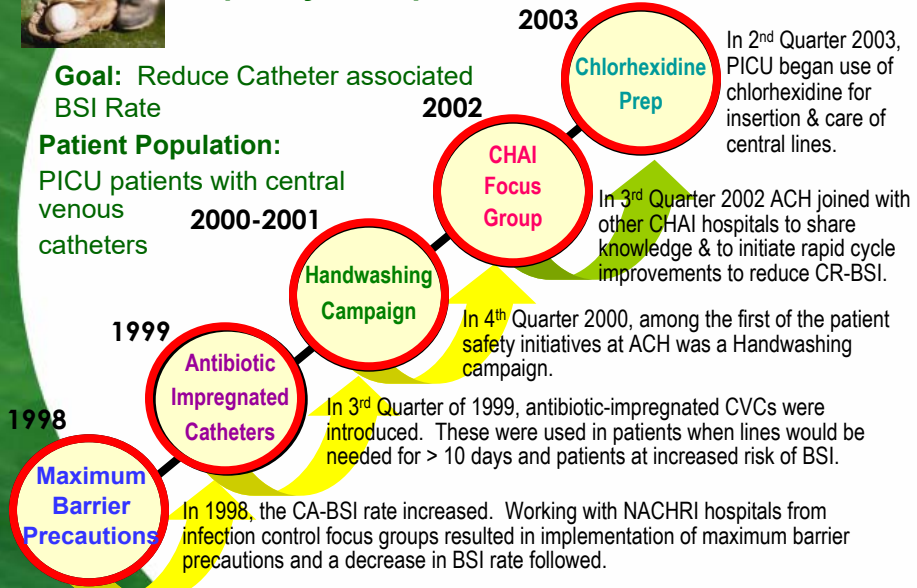 2003
Chlorhexidine
Prep
In 2nd Quarter 2003,
PICU began use of
chlorhexidine for
insertion & care of
central lines.
Goal: Reduce Catheter associated
BSI Rate
Patient Population:
PICU patients with central
venous
catheters
2002
CHAI
Focus
Group
In 3rd Quarter 2002 ACH joined with
other CHAI hospitals to share
knowledge & to initiate rapid cycle
improvements to reduce CR-BSI.
2000-2001
Handwashing
Campaign
In 4th Quarter 2000, among the first of the patient
safety initiatives at ACH was a Handwashing
campaign.
1999
Antibiotic
Impregnated
Catheters
In 3rd Quarter of 1999, antibiotic-impregnated CVCs were
introduced. These were used in patients when lines would be
needed for > 10 days and patients at increased risk of BSI.
1998
Maximum
Barrier
Precautions
In 1998, the CA-BSI rate increased. Working with NACHRI hospitals from
infection control focus groups resulted in implementation of maximum barrier
precautions and a decrease in BSI rate followed.